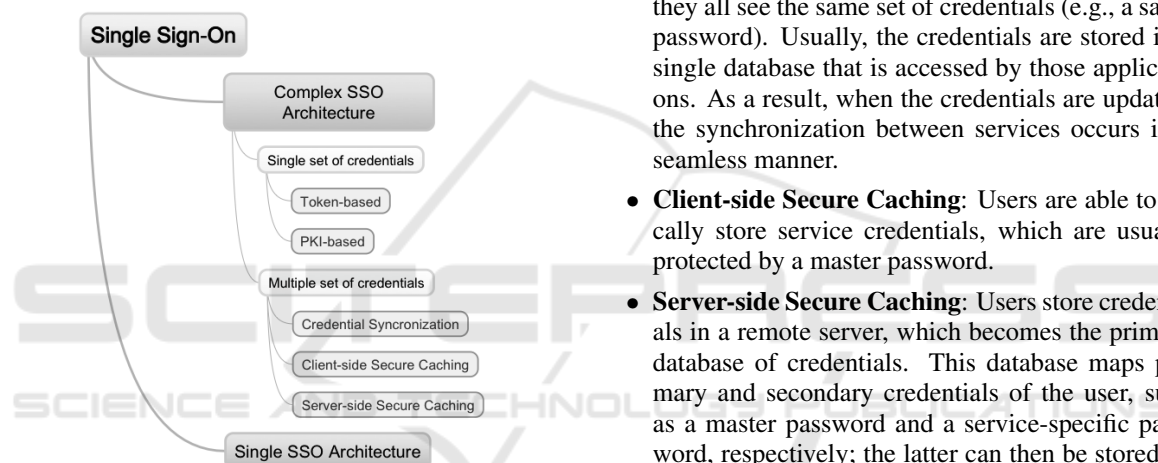 Single Sign-On
Complex SSO
Architecture
Single set of credentials
Token-based
PKI-based
Multiple set of credentials
Credential Syncronization
Client-side Secure Caching
Server-side Secure Caching
Single SSO Architecture
they all see the same set of credentials (e.g., a sa
password). Usually, the credentials are stored i
single database that is accessed by those applic
ons. As a result, when the credentials are updat
the synchronization between services occurs i
seamless manner.
• Client-side Secure Caching: Users are able to
cally store service credentials, which are usua
protected by a master password.
• Server-side Secure Caching: Users store creden
als in a remote server, which becomes the prim
database of credentials. This database maps p
mary and secondary credentials of the user, su
as a master password and a service-specific pa
word, respectively; the latter can then be stored
SCITEPRESS
SCIENCE AND TECHNOLOGY PUBLICATIONS